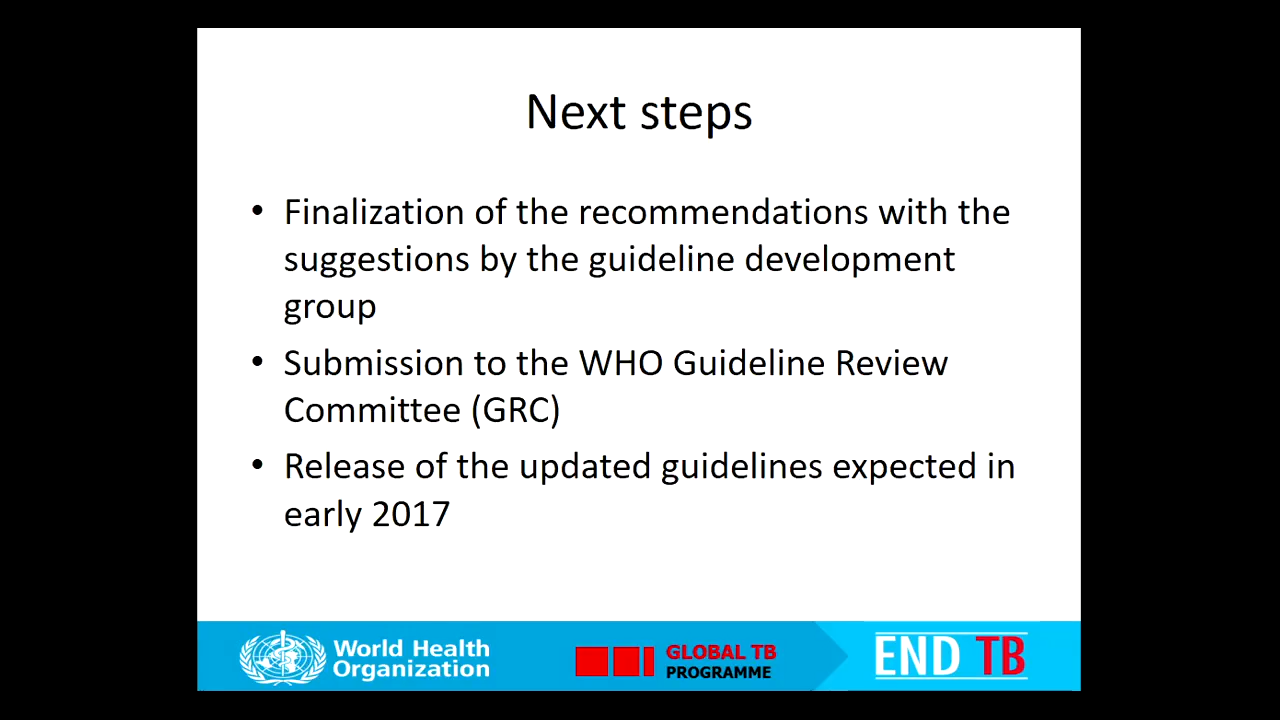 Next steps
• Finalization of the recommendations with the
suggestions by the guideline development
group
• Submission to the WHO Guideline Review
Committee (GRC)
• Release of the updated guidelines expected in
early 2017
World Health
Organization
GLOBAL TB
PROGRAMME
END TB